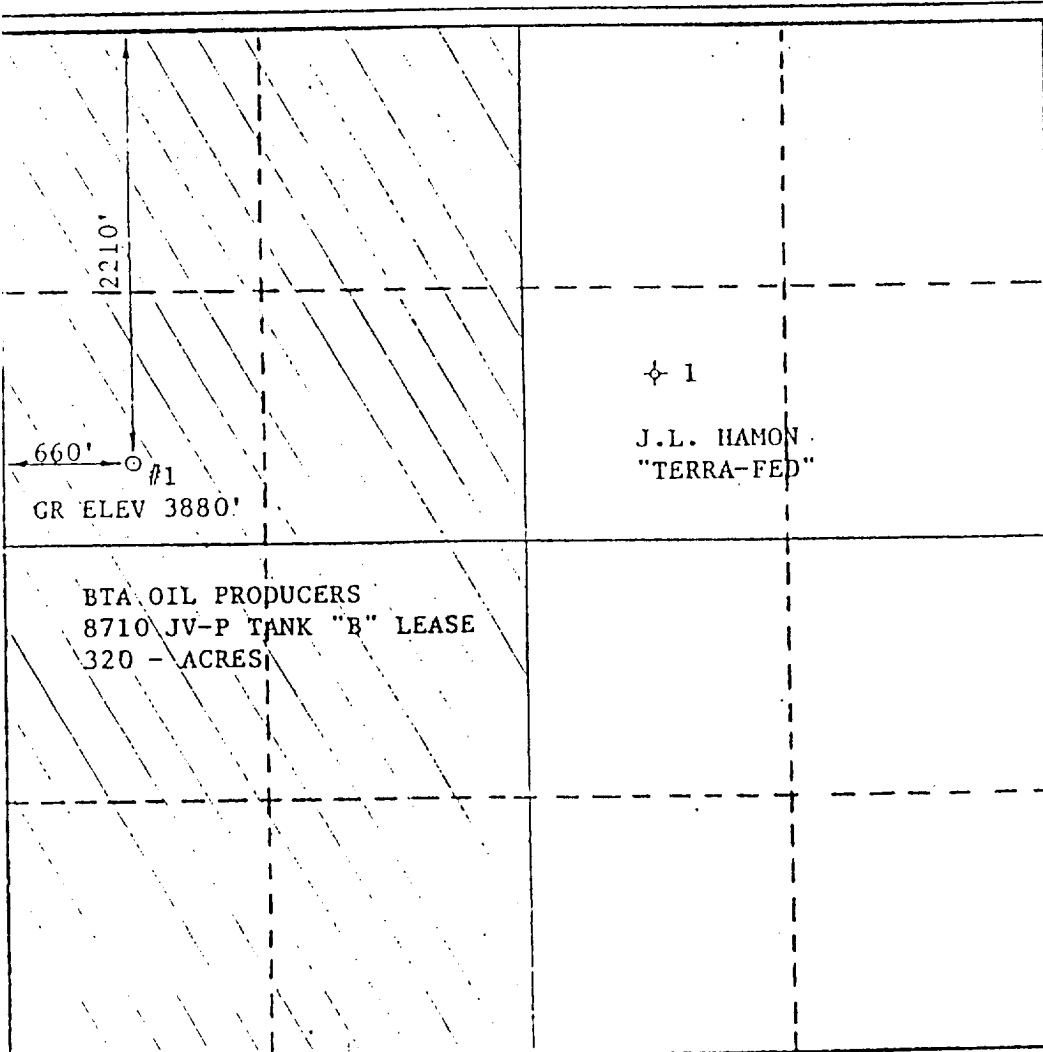 2210'
1
J.L. HAMON
"TERRA-FED"
660'
#1
GR ELEV 3880'
BTA OIL PRODUCERS
8710 JV-P TANK "B" LEASE
320 - ACRES